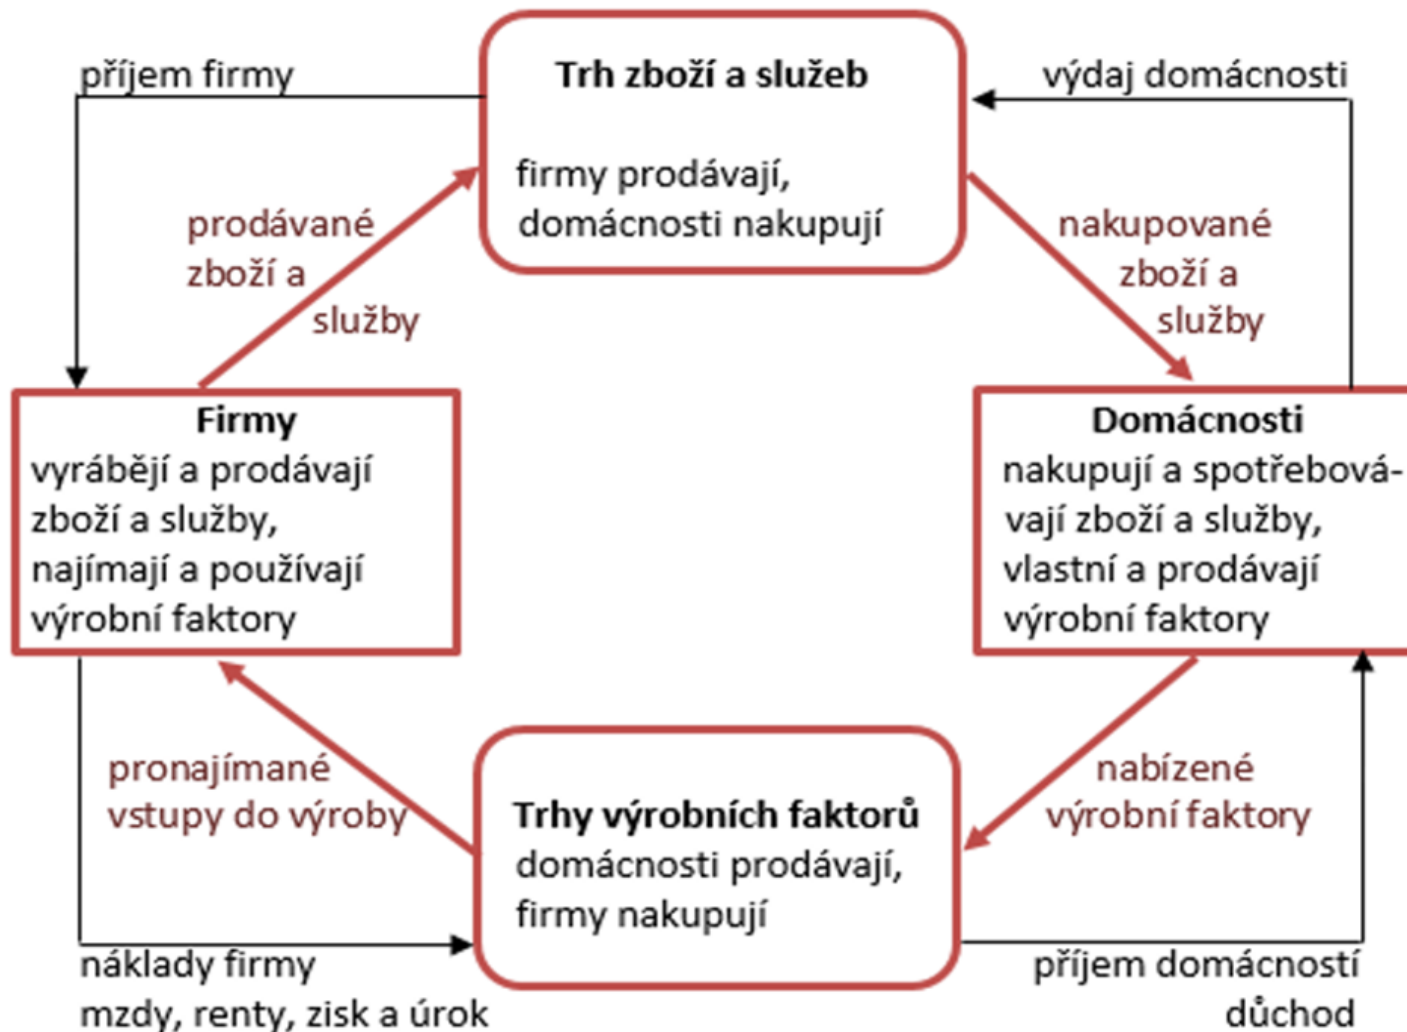 příjem firmy
Trh zboží a služeb
výdaj domácnosti
firmy prodávají,
domácnosti nakupují
prodávané
zboží a
služby
nakupované
zboží a
služby
Firmy
vyrábějí a prodávají
zboží a služby,
najímají a používají
výrobní faktory
Domácnosti
nakupují a spotřebová-
vají zboží a služby,
vlastní a prodávají
výrobní faktory
pronajímané
vstupy do výroby
Trhy výrobních faktorů
domácnosti prodávají,
firmy nakupují
nabízené
výrobní faktory
náklady firmy
mzdy, renty, zisk a úrok
příjem domácností
důchod